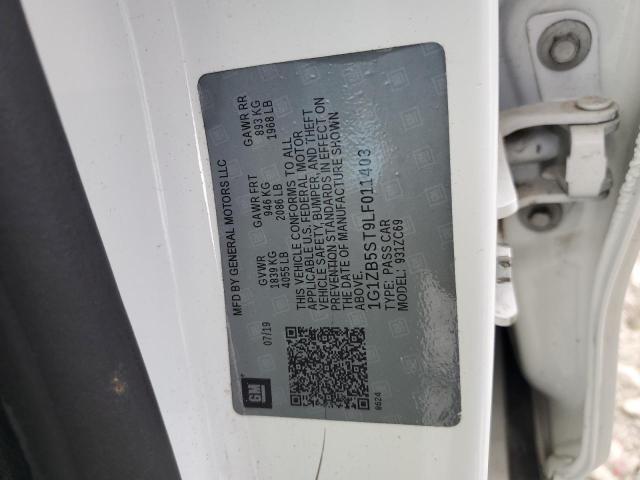 MFD BY GENERAL MOTORS LLC
07/19
GVWR GAWR FRT GAWR RR
1839 KG 946 KG 893 KG
4055 LB 2086 LB 1968 LB
THIS VEHICLE CONFORMS TO ALL
APPLICABLE U.S. FEDERAL MOTOR
VEHICLE SAFETY, BUMPER, AND THEFT
PREVENTION STANDARDS IN EFFECT ON
THE DATE OF MANUFACTURE SHOWN
ABOVE.
1G1ZB5ST9LF011403
TYPE: PASS CAR
MODEL: 931ZC69
GM
0624